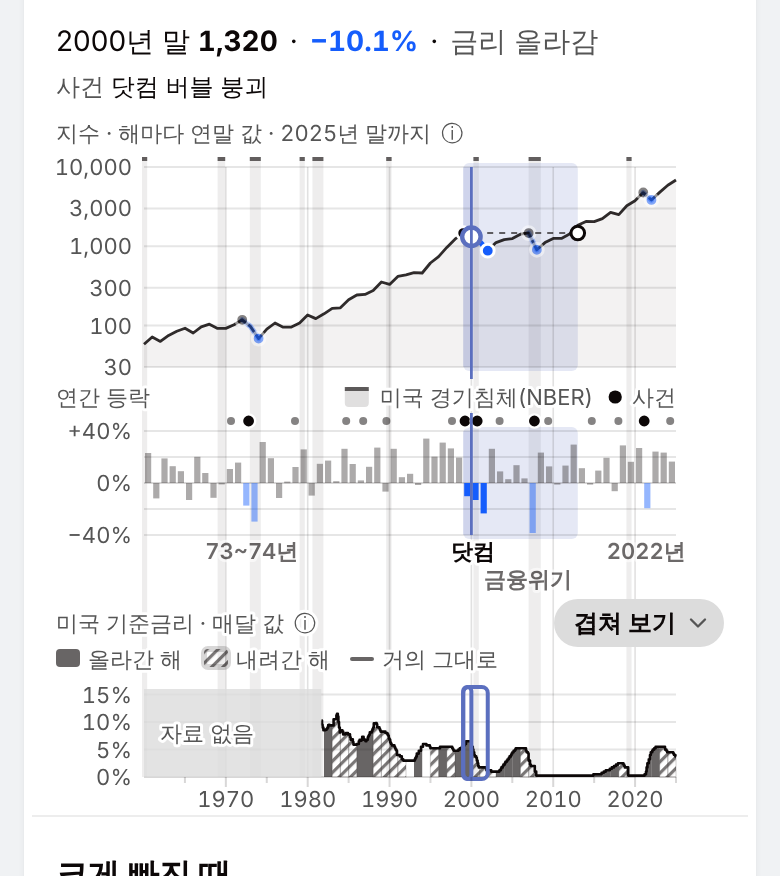 2000년 말 1,320 · −10.1% · 금리 올라감
사건 닷컴 버블 붕괴
지수 · 해마다 연말 값 · 2025년 말까지 ⓘ
10,000
3,000
1,000
300
100
30
연간 등락 미국 경기침체(NBER) 사건
+40%
0%
−40%
73~74년 닷컴 2022년
금융위기
미국 기준금리 · 매달 값 ⓘ 겹쳐 보기
올라간 해 내려간 해 거의 그대로
15%
10%
5%
0%
자료 없음
1970 1980 1990 2000 2010 2020
크게 빠진 때